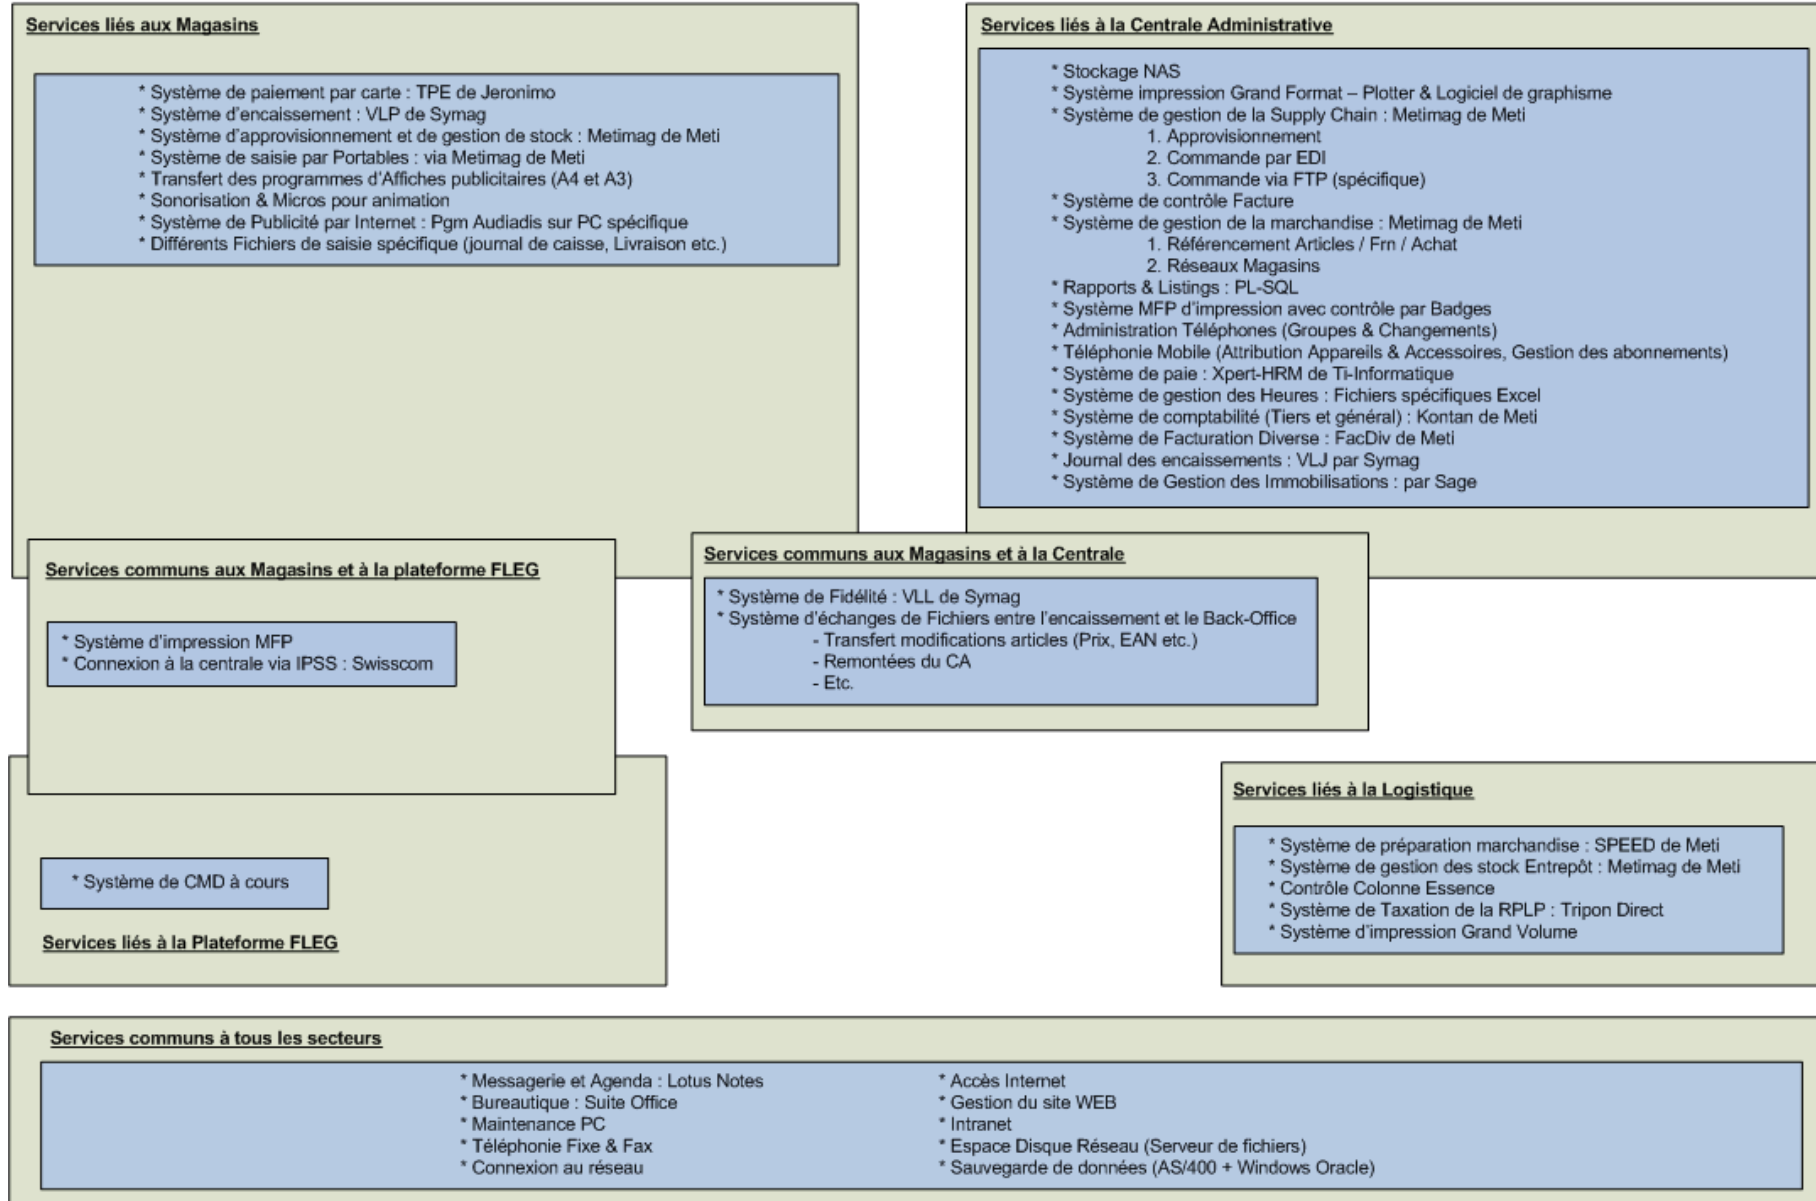 Services liés aux Magasins
* Système de paiement par carte : TPE de Jeronimo
* Système d'encaissement : VLP de Symag
* Système d'approvisionnement et de gestion de stock : Metimag de Meti
* Système de saisie par Portables : via Metimag de Meti
* Transfert des programmes d'Affiches publicitaires (A4 et A3)
* Sonorisation & Micros pour animation
* Système de Publicité par Internet : Pgm Audiadis sur PC spécifique
* Différents Fichiers de saisie spécifique (journal de caisse, Livraison etc.)
Services liés à la Centrale Administrative
* Stockage NAS
* Système impression Grand Format – Plotter & Logiciel de graphisme
* Système de gestion de la Supply Chain : Metimag de Meti
1. Approvisionnement
2. Commande par EDI
3. Commande via FTP (spécifique)
* Système de contrôle Facture
* Système de gestion de la marchandise : Metimag de Meti
1. Référencement Articles / Frn / Achat
2. Réseaux Magasins
* Rapports & Listings : PL-SQL
* Système MFP d'impression avec contrôle par Badges
* Administration Téléphones (Groupes & Changements)
* Téléphonie Mobile (Attribution Appareils & Accessoires, Gestion des abonnements)
* Système de paie : Xpert-HRM de Ti-Informatique
* Système de gestion des Heures : Fichiers spécifiques Excel
* Système de comptabilité (Tiers et général) : Kontan de Meti
* Système de Facturation Diverse : FacDiv de Meti
* Journal des encaissements : VLJ par Symag
* Système de Gestion des Immobilisations : par Sage
Services communs aux Magasins et à la plateforme FLEG
* Système d'impression MFP
* Connexion à la centrale via IPSS : Swisscom
Services communs aux Magasins et à la Centrale
* Système de Fidélité : VLL de Symag
* Système d'échanges de Fichiers entre l'encaissement et le Back-Office
- Transfert modifications articles (Prix, EAN etc.)
- Remontées du CA
- Etc.
* Système de CMD à cours
Services liés à la Plateforme FLEG
Services liés à la Logistique
* Système de préparation marchandise : SPEED de Meti
* Système de gestion des stock Entrepôt : Metimag de Meti
* Contrôle Colonne Essence
* Système de Taxation de la RPLP : Tripon Direct
* Système d'impression Grand Volume
Services communs à tous les secteurs
* Messagerie et Agenda : Lotus Notes
* Bureautique : Suite Office
* Maintenance PC
* Téléphonie Fixe & Fax
* Connexion au réseau
* Accès Internet
* Gestion du site WEB
* Intranet
* Espace Disque Réseau (Serveur de fichiers)
* Sauvegarde de données (AS/400 + Windows Oracle)